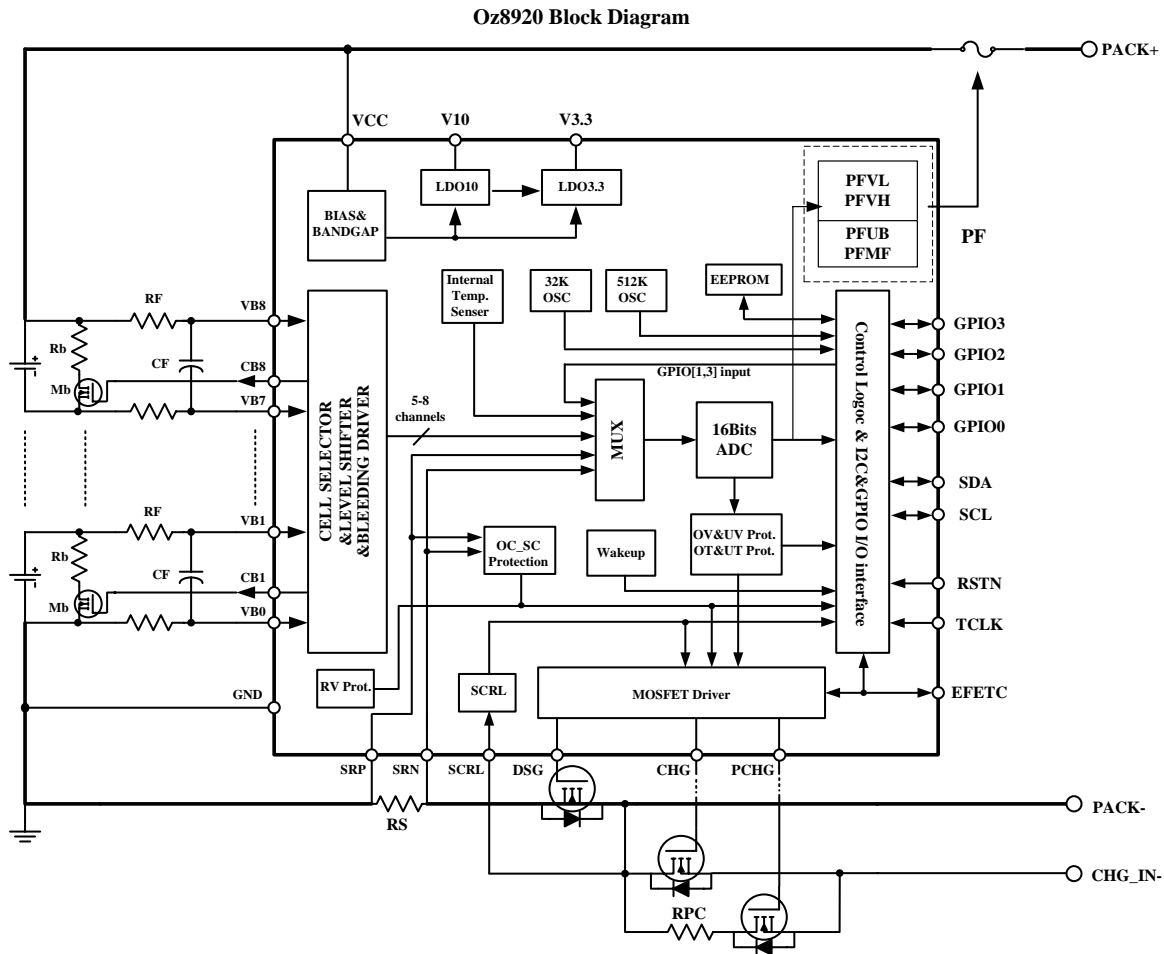 Oz8920 Block Diagram
PACK+
VCC
V10
V3.3
LDO10
LDO3.3
BIAS&
BANDGAP
PFVL
PFVH
PFUB
PFMF
PF
Internal
Temp.
Senser
32K
OSC
512K
OSC
EEPROM
RF
VB8
Rb
CF
CB8
Mb
VB7
CELL SELECTOR
&LEVEL SHIFTER
&BLEEDING DRIVER
5-8
channels
GPIO[1,3] input
MUX
16Bits
ADC
Control Logoc & I2C&GPIO I/O
interface
GPIO3
GPIO2
GPIO1
GPIO0
SDA
SCL
RSTN
TCLK
EFETC
RF
VB1
Rb
CF
CB1
Mb
VB0
OC_SC
Protection
Wakeup
OV&UV Prot.
OT&UT Prot.
GND
RV Prot.
SCRL
MOSFET Driver
SRP
SRN
SCRL
DSG
CHG
PCHG
RS
PACK-
CHG_IN-
RPC